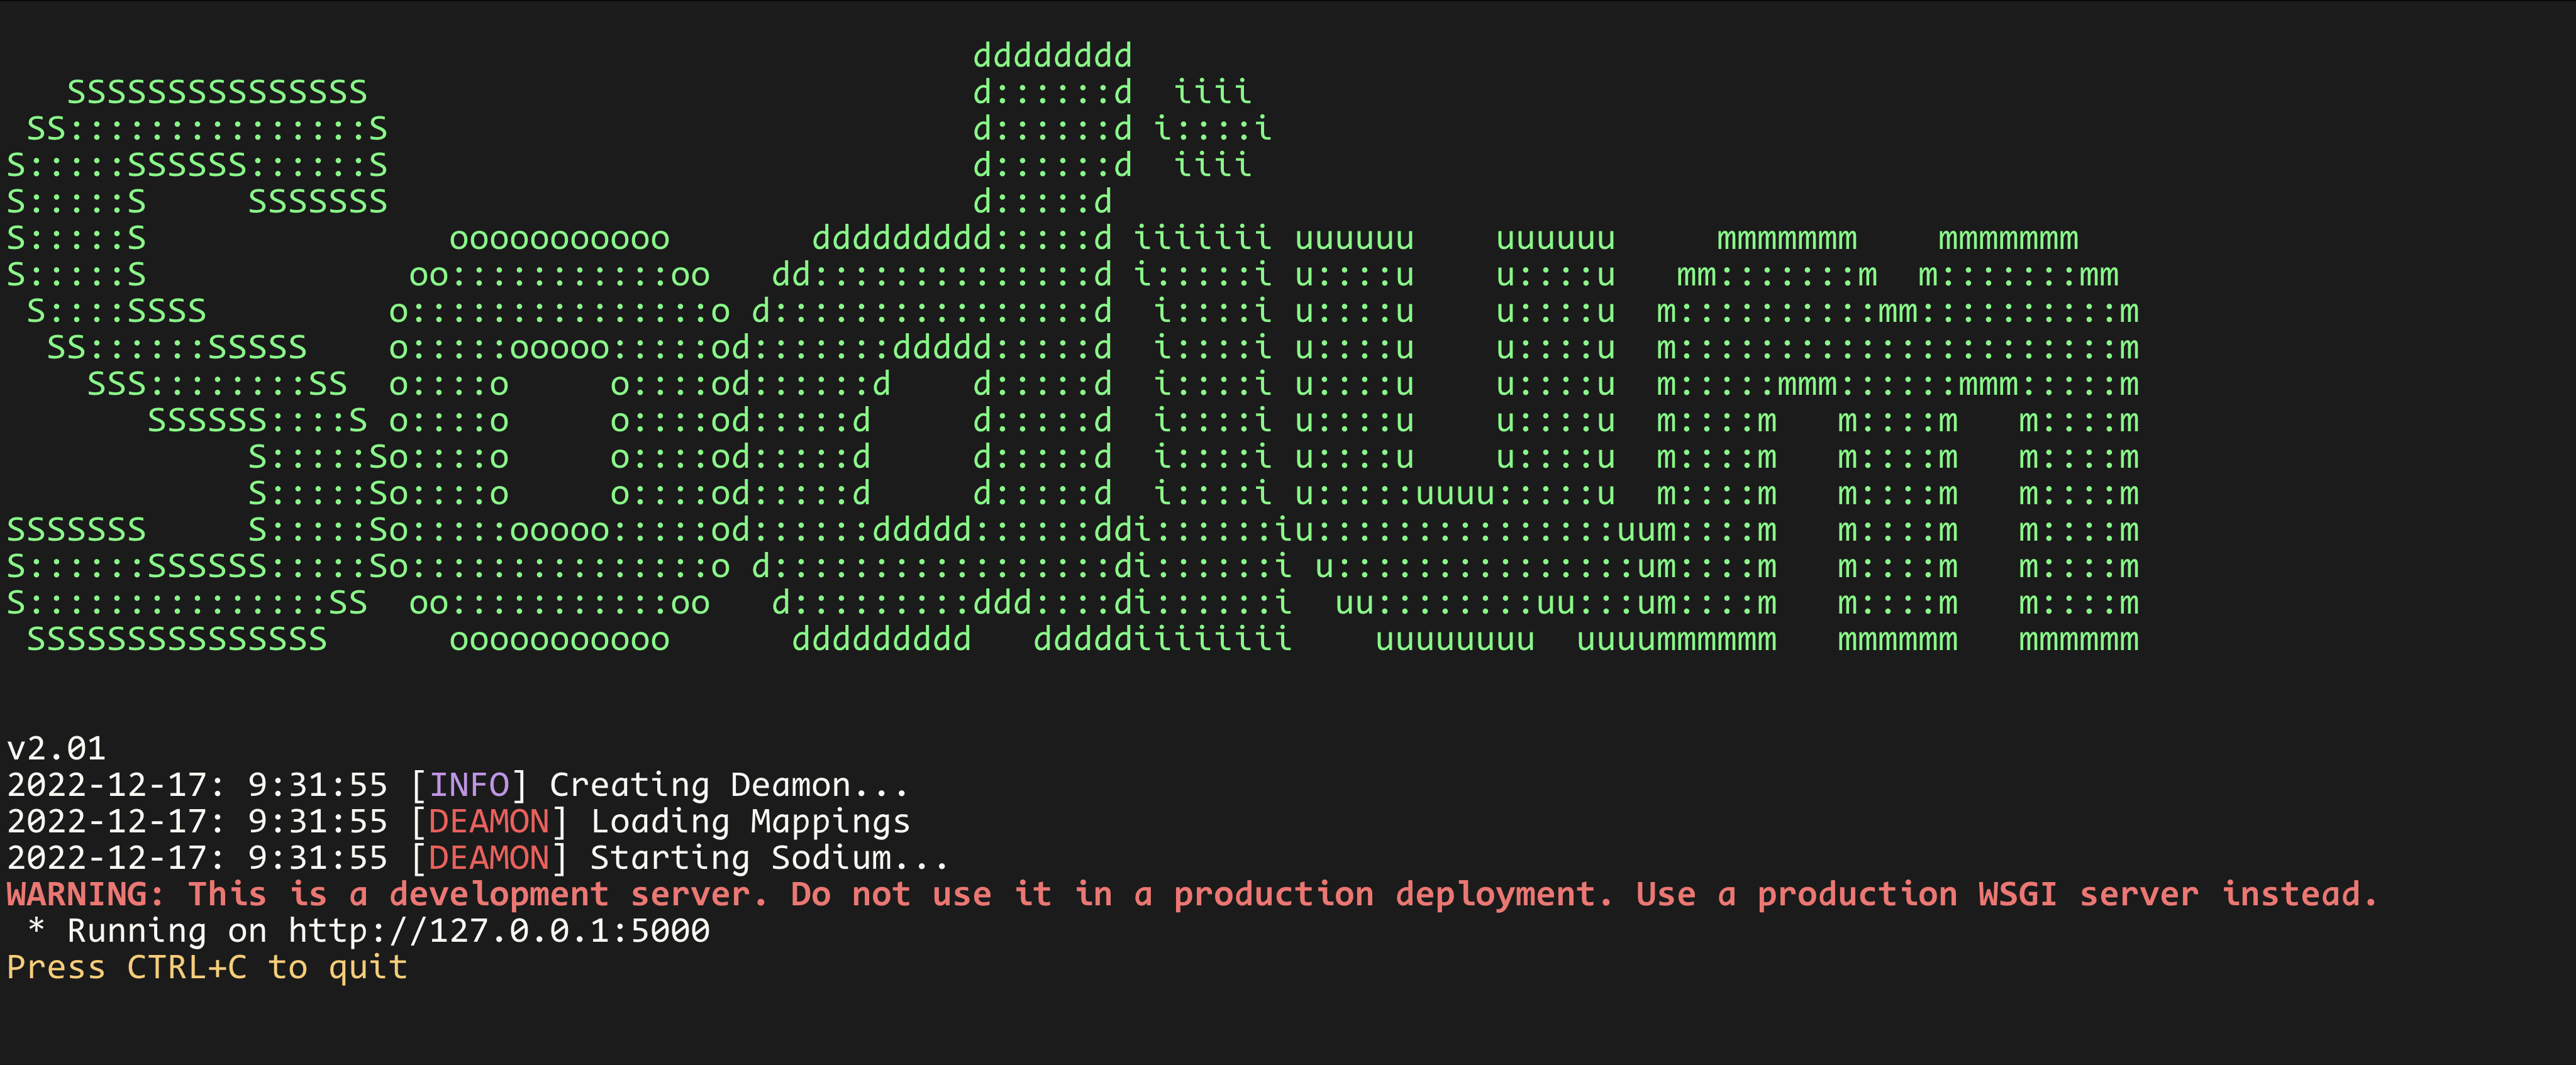 dddddddd
   SSSSSSSSSSSSSSS                              d::::::d  iiii
 SS:::::::::::::::S                             d::::::d i::::i
S:::::SSSSSS::::::S                             d::::::d  iiii
S:::::S     SSSSSSS                             d:::::d
S:::::S               ooooooooooo       ddddddddd:::::d iiiiiii uuuuuu    uuuuuu     mmmmmmm    mmmmmmm
S:::::S             oo:::::::::::oo   dd::::::::::::::d i:::::i u::::u    u::::u   mm:::::::m  m:::::::mm
 S::::SSSS         o:::::::::::::::o d::::::::::::::::d  i::::i u::::u    u::::u  m::::::::::mm::::::::::m
  SS::::::SSSSS    o:::::ooooo:::::od:::::::ddddd:::::d  i::::i u::::u    u::::u  m::::::::::::::::::::::m
    SSS::::::::SS  o::::o     o::::od::::::d    d:::::d  i::::i u::::u    u::::u  m:::::mmm::::::mmm:::::m
       SSSSSS::::S o::::o     o::::od:::::d     d:::::d  i::::i u::::u    u::::u  m::::m   m::::m   m::::m
            S:::::So::::o     o::::od:::::d     d:::::d  i::::i u::::u    u::::u  m::::m   m::::m   m::::m
            S:::::So::::o     o::::od:::::d     d:::::d  i::::i u:::::uuuu:::::u  m::::m   m::::m   m::::m
SSSSSSS     S:::::So:::::ooooo:::::od::::::ddddd::::::ddi::::::iu:::::::::::::::uum::::m   m::::m   m::::m
S::::::SSSSSS:::::So:::::::::::::::o d:::::::::::::::::di::::::i u:::::::::::::::um::::m   m::::m   m::::m
S:::::::::::::::SS  oo:::::::::::oo   d:::::::::ddd::::di::::::i  uu::::::::uu:::um::::m   m::::m   m::::m
 SSSSSSSSSSSSSSS      ooooooooooo      ddddddddd   dddddiiiiiiii    uuuuuuuu  uuuummmmmm   mmmmmm   mmmmmm
v2.01
2022-12-17: 9:31:55 [INFO] Creating Deamon...
2022-12-17: 9:31:55 [DEAMON] Loading Mappings
2022-12-17: 9:31:55 [DEAMON] Starting Sodium...
WARNING: This is a development server. Do not use it in a production deployment. Use a production WSGI server instead.
 * Running on http://127.0.0.1:5000
Press CTRL+C to quit